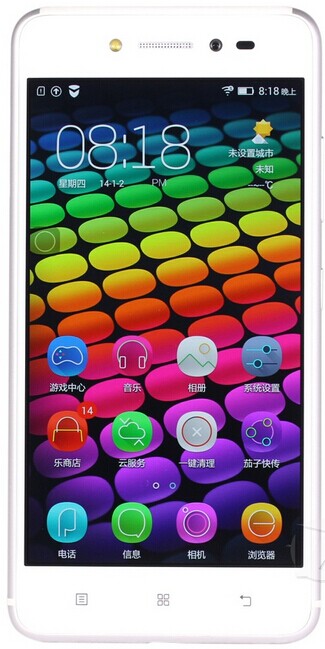 8:18晚上
08:18 PM
未设置城市
星期四 14-1-2
未知
--~--℃
游戏中心 音乐 相册 系统设置
14
乐商店 云服务 一键清理 茄子快传
电话 信息 相机 浏览器